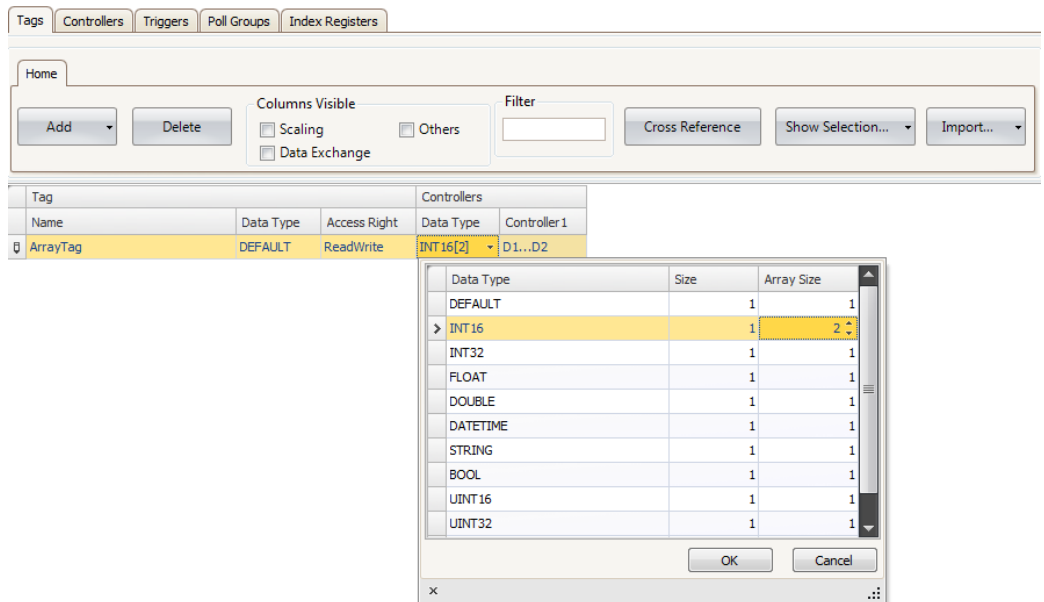 Tags Controllers Triggers Poll Groups Index Registers
Home
Columns Visible Filter
Add Delete Scaling Others Cross Reference Show Selection... Import...
Data Exchange
Tag Controllers
Name Data Type Access Right Data Type Controller1
ArrayTag DEFAULT ReadWrite INT16[2] D1...D2
Data Type Size Array Size
DEFAULT 1 1
INT16 1 2
INT32 1 1
FLOAT 1 1
DOUBLE 1 1
DATETIME 1 1
STRING 1 1
BOOL 1 1
UINT16 1 1
UINT32 1 1
OK Cancel